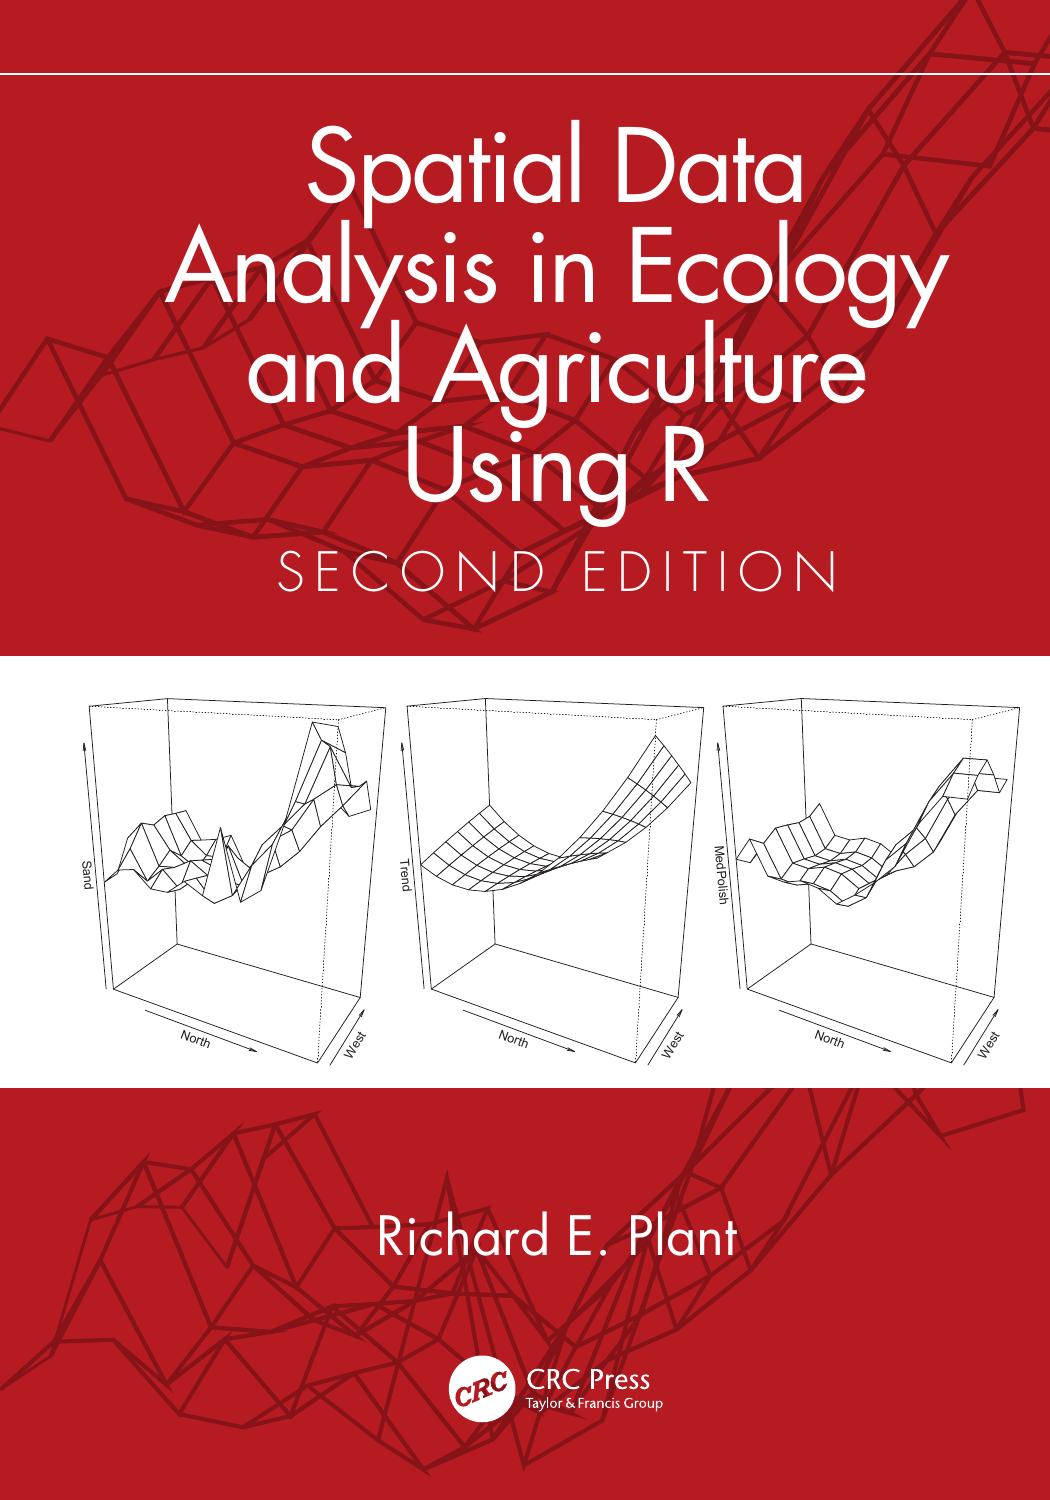 Spatial Data
Analysis in Ecology
and Agriculture
Using R
SECOND EDITION
Sand
North
West
Trend
North
West
MedPolish
North
West
Richard E. Plant
CRC
CRC Press
Taylor & Francis Group